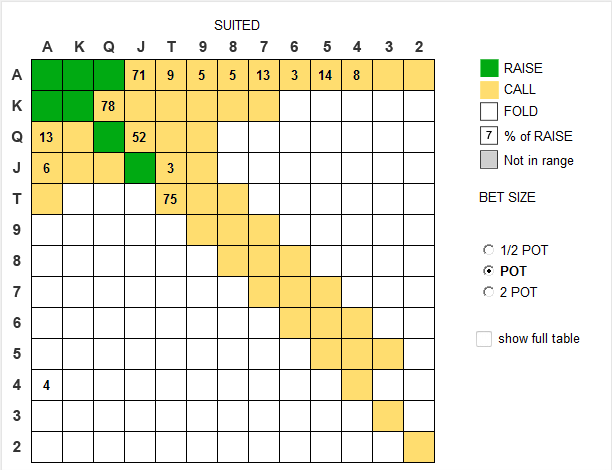 SUITED
A K Q J T 9 8 7 6 5 4 3 2
A 71 9 5 5 13 3 14 8
K 78
Q 13 52
J 6 3
T 75
9
8
7
6
5
4 4
3
2
RAISE
CALL
FOLD
7 % of RAISE
Not in range
BET SIZE
1/2 POT
POT
2 POT
show full table